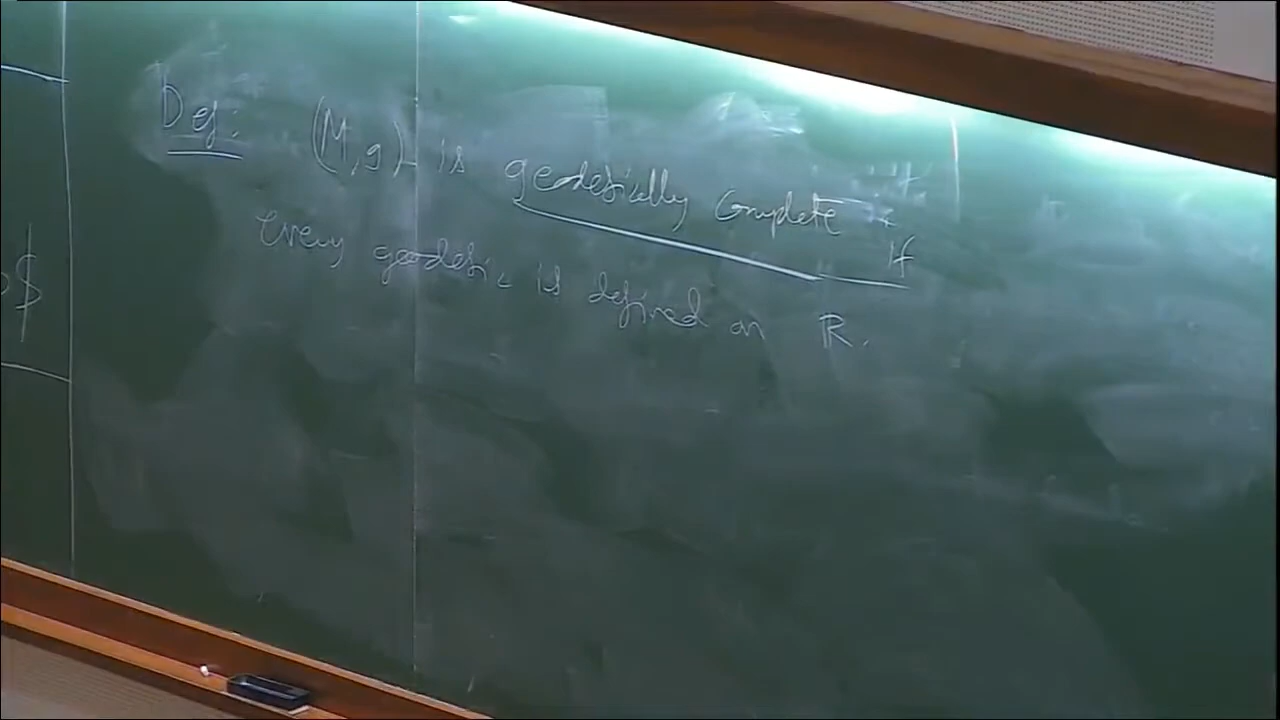 Def: (M,g) is geodesically complete if
every geodesic is defined on ℝ.
$